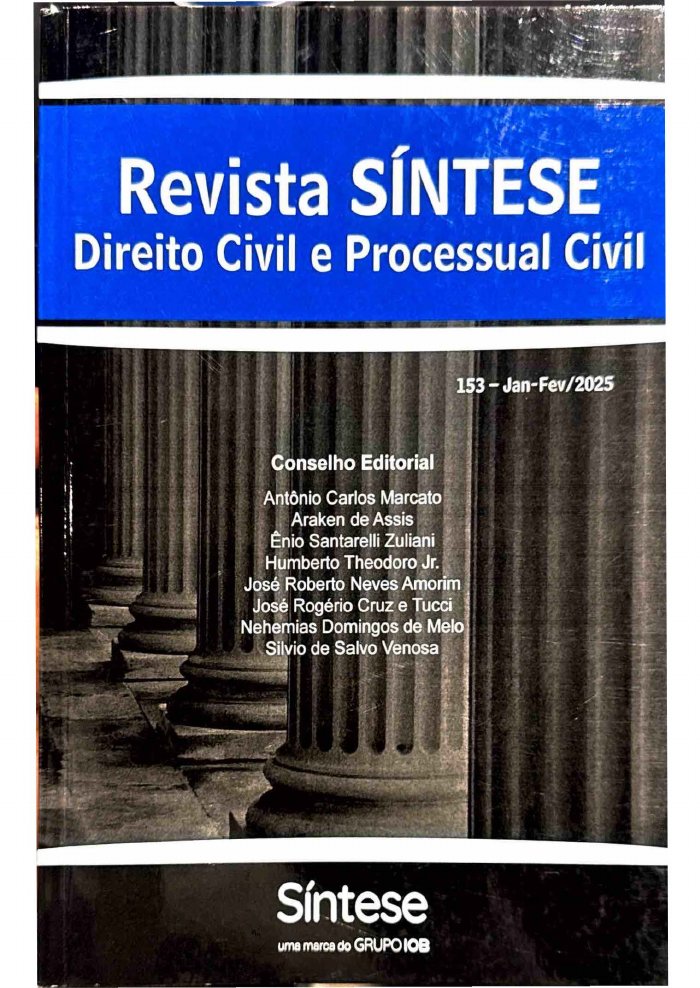 Revista SÍNTESE
Direito Civil e Processual Civil
153 – Jan-Fev/2025
Conselho Editorial
Antônio Carlos Marcato
Araken de Assis
Ênio Santarelli Zuliani
Humberto Theodoro Jr.
José Roberto Neves Amorim
José Rogério Cruz e Tucci
Nehemias Domingos de Melo
Silvio de Salvo Venosa
Síntese
uma marca do GRUPO IOB